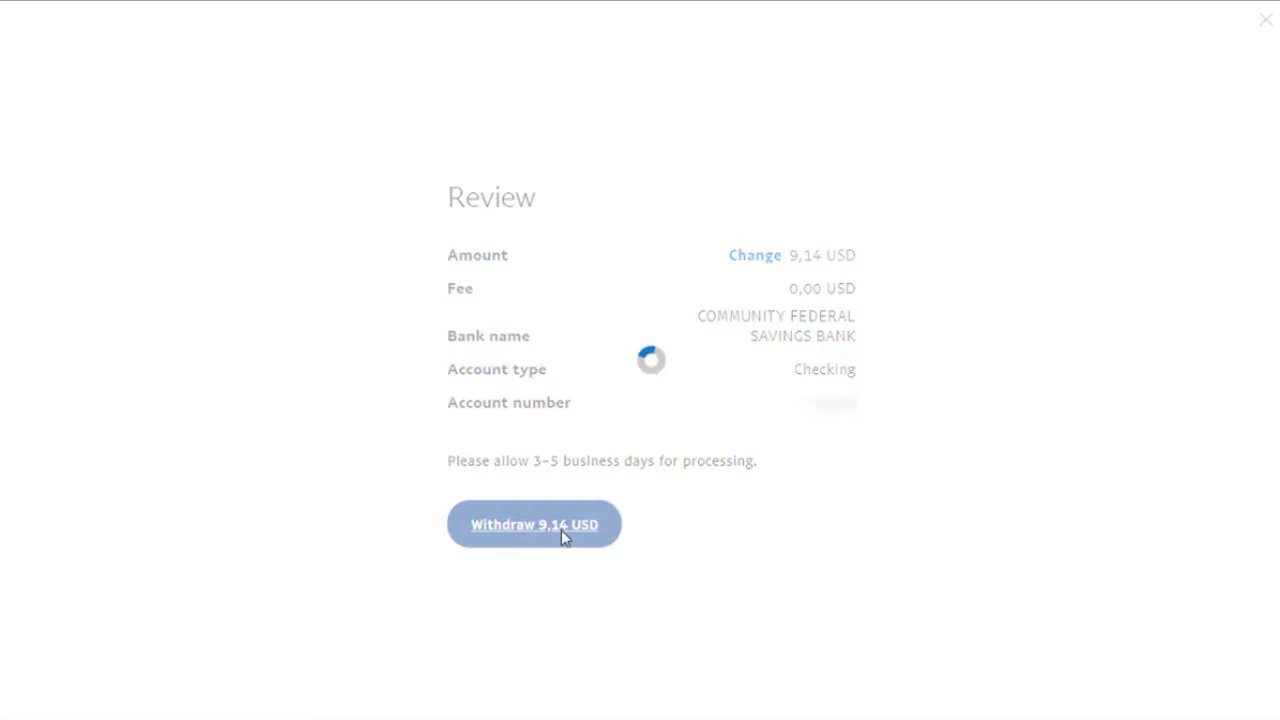 Review
Amount Change 9,14 USD
Fee 0,00 USD
COMMUNITY FEDERAL
Bank name SAVINGS BANK
Account type Checking
Account number
Please allow 3-5 business days for processing.
Withdraw 9,14 USD